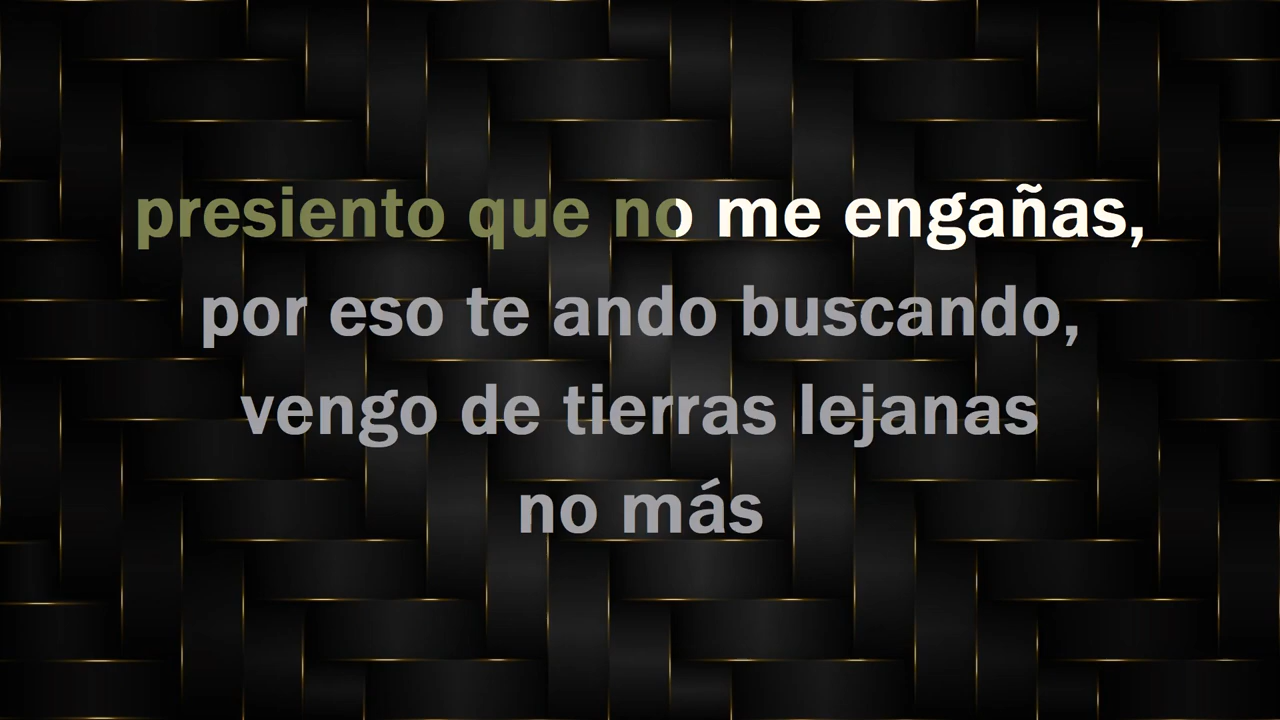 presiento que no me engañas,
por eso te ando buscando,
vengo de tierras lejanas
no más